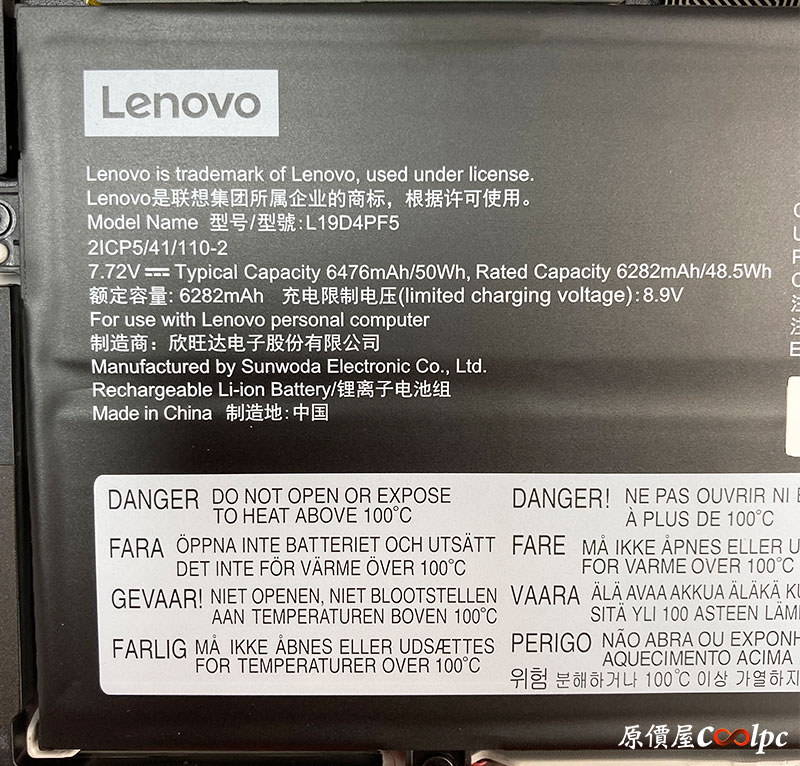 Lenovo
Lenovo is trademark of Lenovo, used under license.
Lenovo是联想集团所属企业的商标，根据许可使用。
Model Name 型号/型號:L19D4PF5
2ICP5/41/110-2
7.72V⎓ Typical Capacity 6476mAh/50Wh, Rated Capacity 6282mAh/48.5Wh
额定容量: 6282mAh 充电限制电压(limited charging voltage):8.9V
For use with Lenovo personal computer
制造商：欣旺达电子股份有限公司
Manufactured by Sunwoda Electronic Co., Ltd.
Rechargeable Li-ion Battery/锂离子电池组
Made in China 制造地:中国
DANGER DO NOT OPEN OR EXPOSE
TO HEAT ABOVE 100°C
FARA ÖPPNA INTE BATTERIET OCH UTSÄTT
DET INTE FÖR VÄRME ÖVER 100°C
GEVAAR! NIET OPENEN, NIET BLOOTSTELLEN
AAN TEMPERATUREN BOVEN 100°C
FARLIG MÅ IKKE ÅBNES ELLER UDSÆTTES
FOR TEMPERATURER OVER 100°C
DANGER! NE PAS OUVRIR NI
À PLUS DE 100°C
FARE MÅ IKKE ÅPNES ELLER
FOR VARME OVER 100°C
VAARA ÄLÄ AVAA AKKUA ÄLÄKÄ
SITÄ YLI 100 ASTEEN
PERIGO NÃO ABRA OU
AQUECIMENTO ACIMA
위험 분해하거나 100°C 이상
原價屋Coolpc